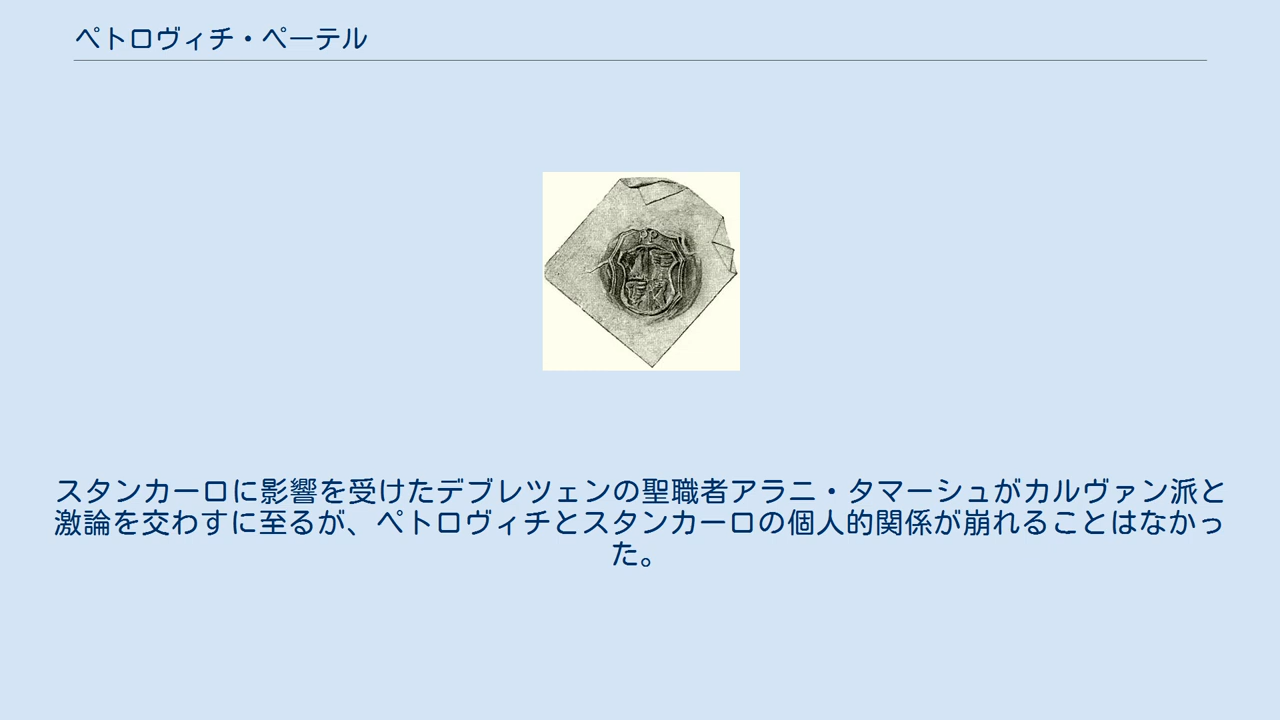 ペトロヴィチ・ペーテル
PP
スタンカーロに影響を受けたデブレツェンの聖職者アラニ・タマーシュがカルヴァン派と
激論を交わすに至るが、ペトロヴィチとスタンカーロの個人的関係が崩れることはなかっ
た。